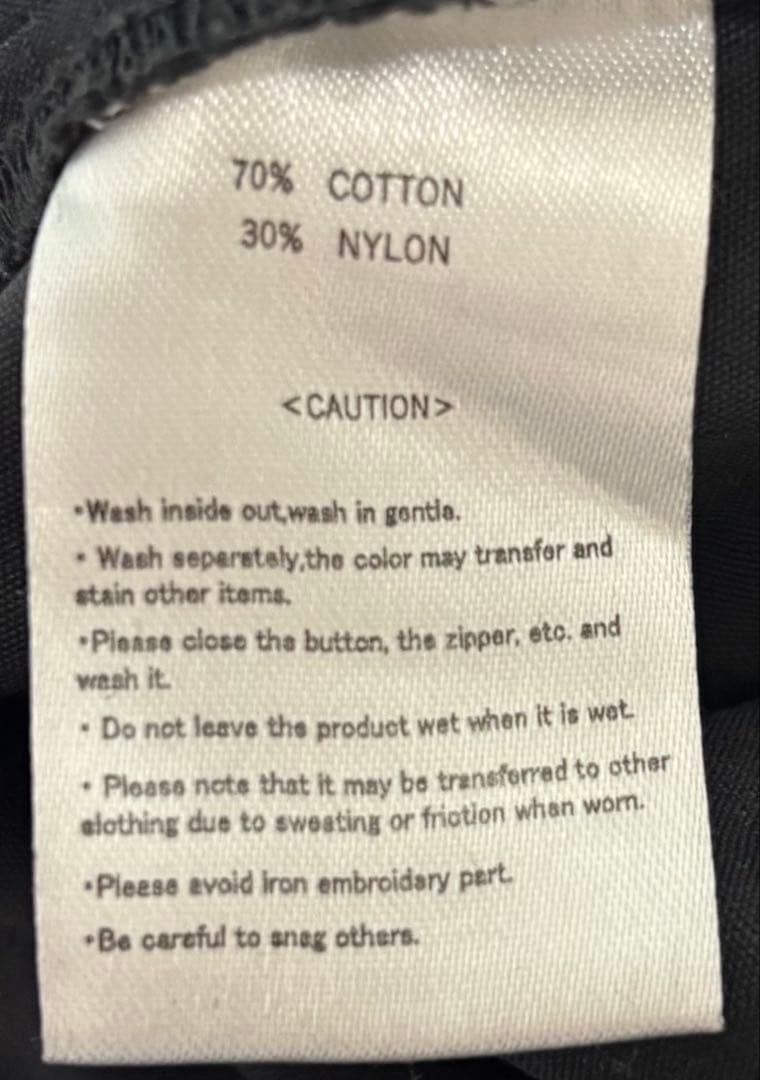 70% COTTON
30% NYLON
<CAUTION>
•Wash inside out,wash in gentle.
• Wash seperately,the color may transfer and
stain other items.
•Please close the button, the zipper, etc. and
wash it.
• Do not leave the product wet when it is wet.
• Please note that it may be transferred to other
clothing due to sweating or friction when worn.
•Please avoid iron embroidery part.
•Be careful to snag others.